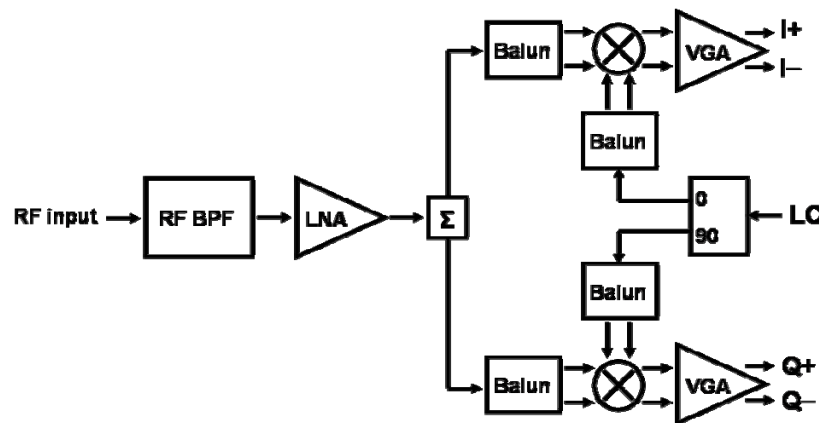 Balun
VGA
I+
I−
Balun
RF input
RF BPF
LNA
Σ
0
90
LO
Balun
Balun
VGA
Q+
Q−